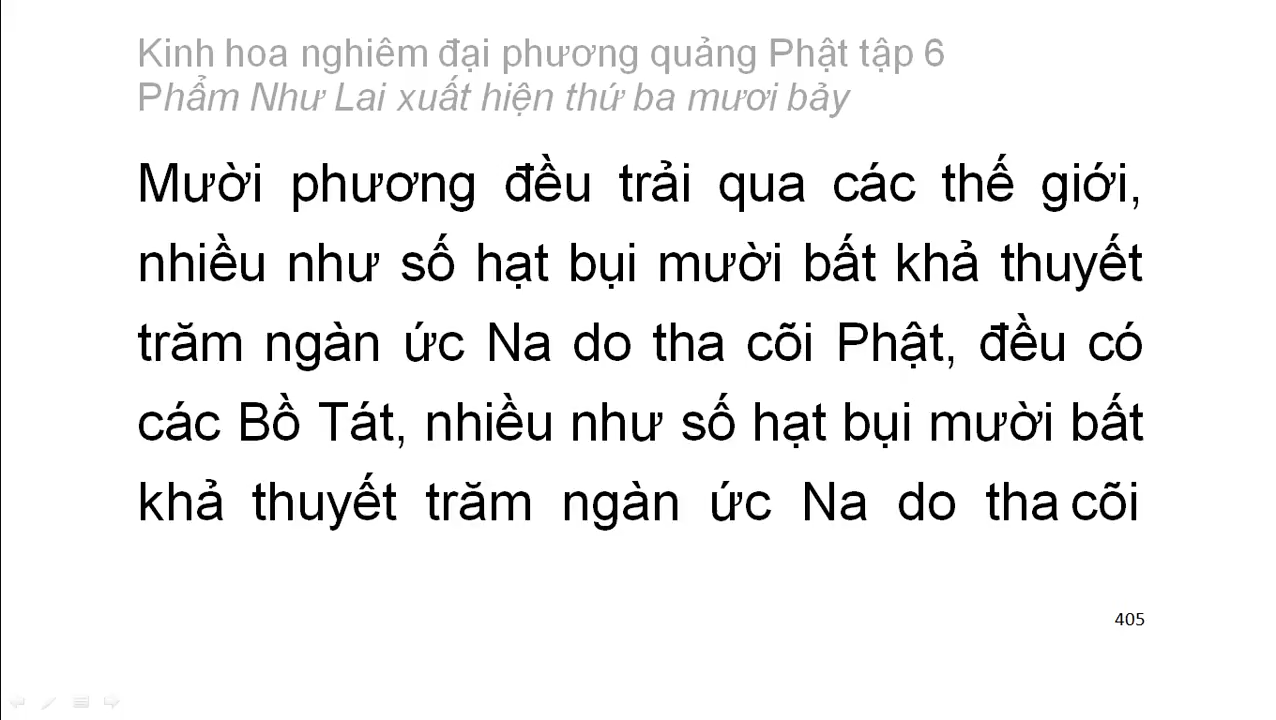 Kinh hoa nghiêm đại phương quảng Phật tập 6
Phẩm Như Lai xuất hiện thứ ba mươi bảy
Mười phương đều trải qua các thế giới,
nhiều như số hạt bụi mười bất khả thuyết
trăm ngàn ức Na do tha cõi Phật, đều có
các Bồ Tát, nhiều như số hạt bụi mười bất
khả thuyết trăm ngàn ức Na do tha cõi
405